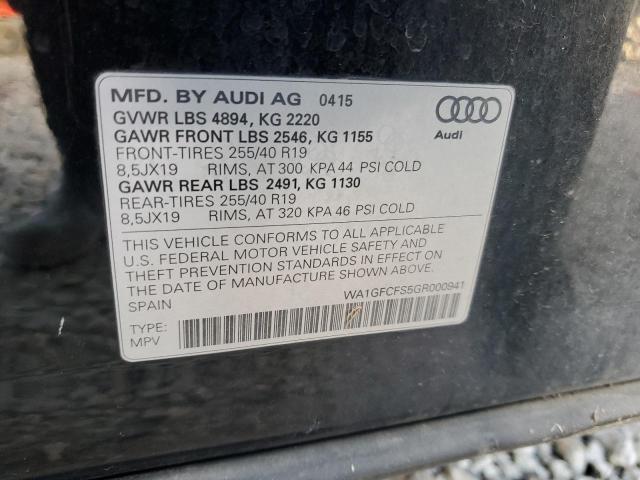 MFD. BY AUDI AG 0415
GVWR LBS 4894, KG 2220
GAWR FRONT LBS 2546, KG 1155
FRONT-TIRES 255/40 R19
8,5JX19 RIMS, AT 300 KPA 44 PSI COLD
GAWR REAR LBS 2491, KG 1130
REAR-TIRES 255/40 R19
8,5JX19 RIMS, AT 320 KPA 46 PSI COLD
Audi
THIS VEHICLE CONFORMS TO ALL APPLICABLE
U.S. FEDERAL MOTOR VEHICLE SAFETY AND
THEFT PREVENTION STANDARDS IN EFFECT ON
THE DATE OF MANUFACTURE SHOWN ABOVE.
SPAIN
WA1GFCFS5GR000941
TYPE:
MPV